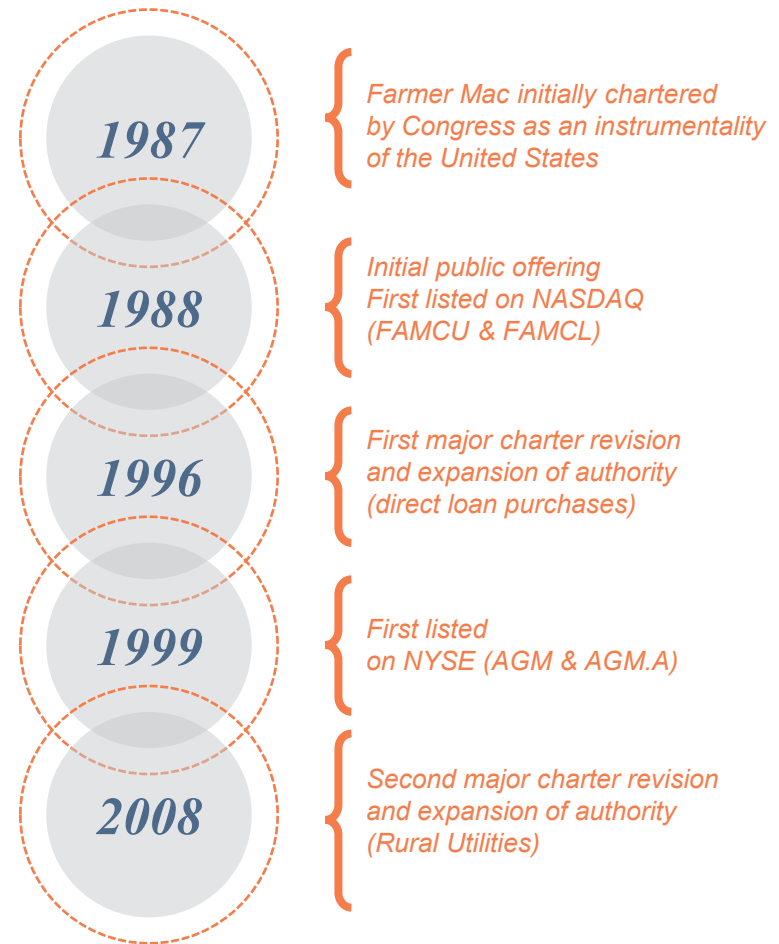 1987
Farmer Mac initially chartered
by Congress as an instrumentality
of the United States
1988
Initial public offering
First listed on NASDAQ
(FAMCU & FAMCL)
1996
First major charter revision
and expansion of authority
(direct loan purchases)
1999
First listed
on NYSE (AGM & AGM.A)
2008
Second major charter revision
and expansion of authority
(Rural Utilities)